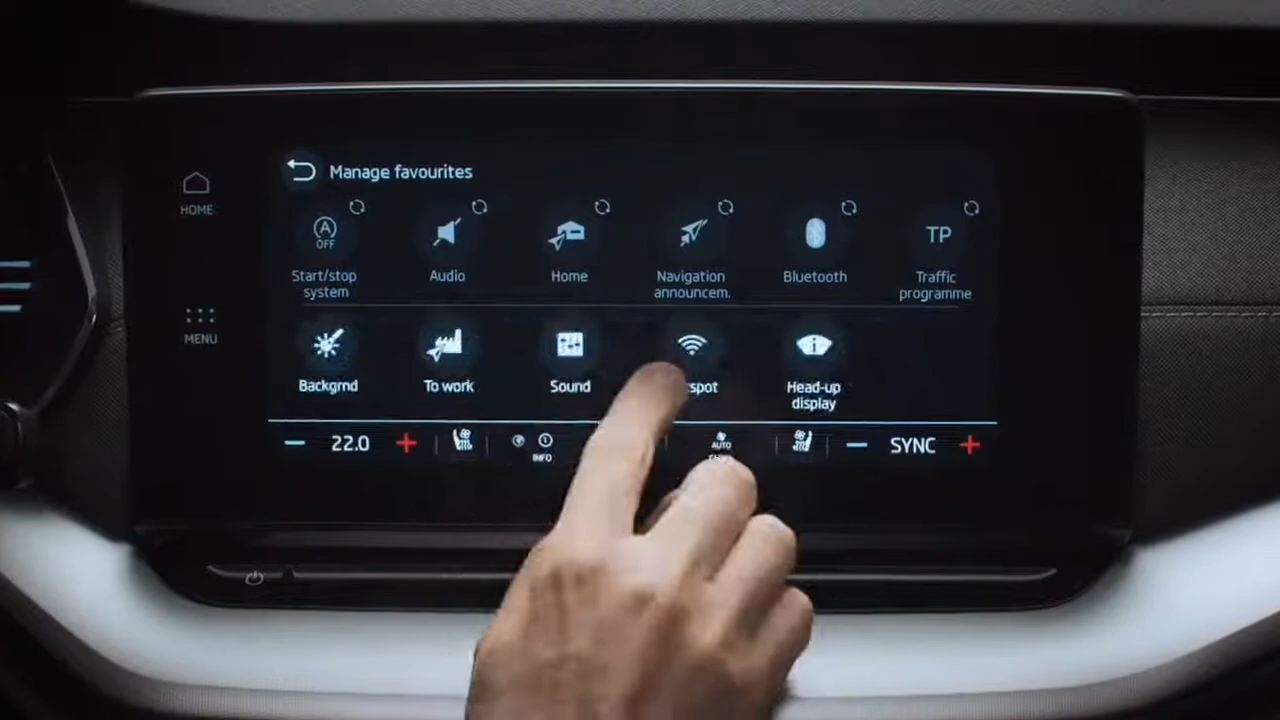 Manage favourites
HOME
A
OFF
TP
Start/stop
system
Audio
Home
Navigation
announcem.
Bluetooth
Traffic
programme
MENU
Backgrnd
To work
Sound
spot
Head-up
display
22.0
INFO
AUTO
SYNC